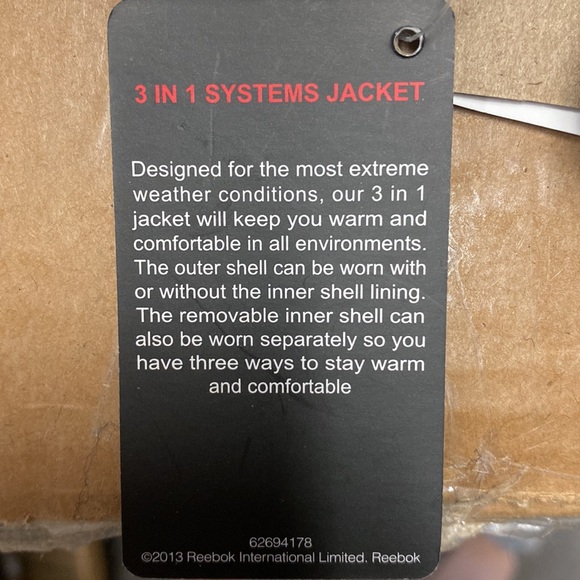 3 IN 1 SYSTEMS JACKET
Designed for the most extreme
weather conditions, our 3 in 1
jacket will keep you warm and
comfortable in all environments.
The outer shell can be worn with
or without the inner shell lining.
The removable inner shell can
also be worn separately so you
have three ways to stay warm
and comfortable
62694178
©2013 Reebok International Limited. Reebok